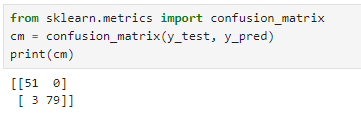 from sklearn.metrics import confusion_matrix
cm = confusion_matrix(y_test, y_pred)
print(cm)
[[51  0]
 [ 3 79]]